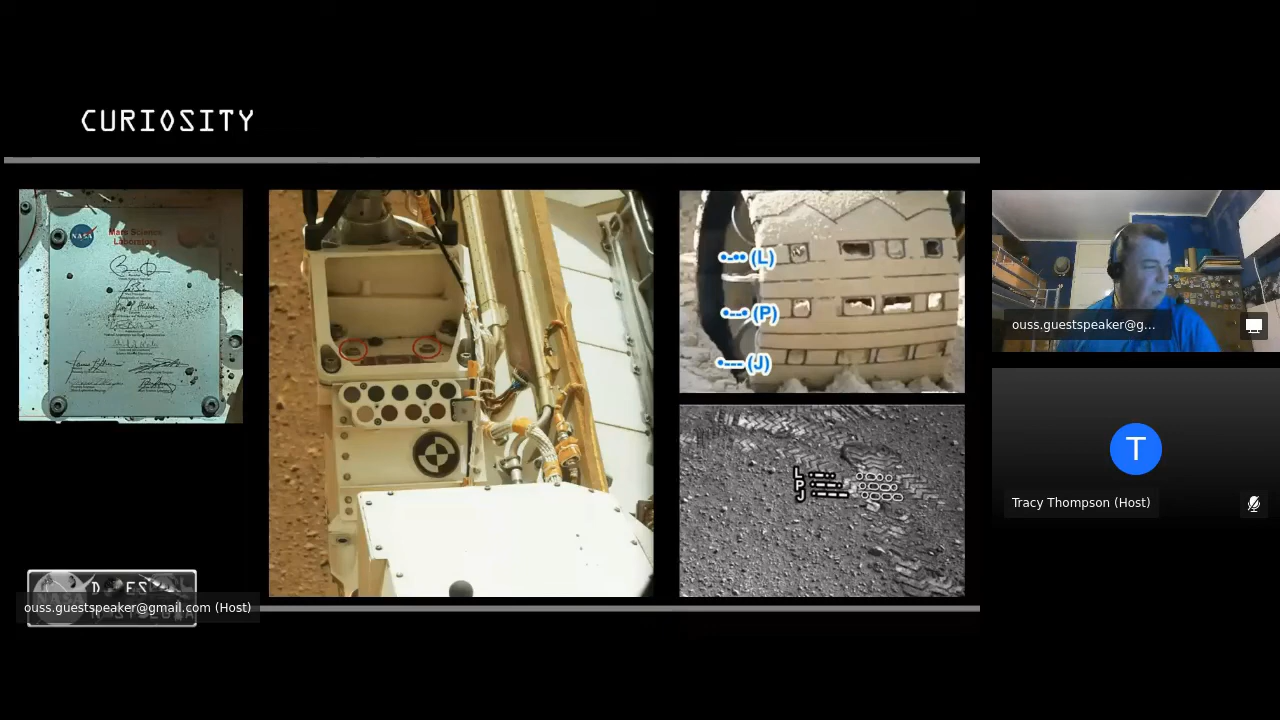 CURIOSITY
NASA
Mars Science
Laboratory
•-•• (L)
•--• (P)
•--- (J)
L •-••
P •--•
J •---
ouss.guestspeaker@g...
T
Tracy Thompson (Host)
ouss.guestspeaker@gmail.com (Host)